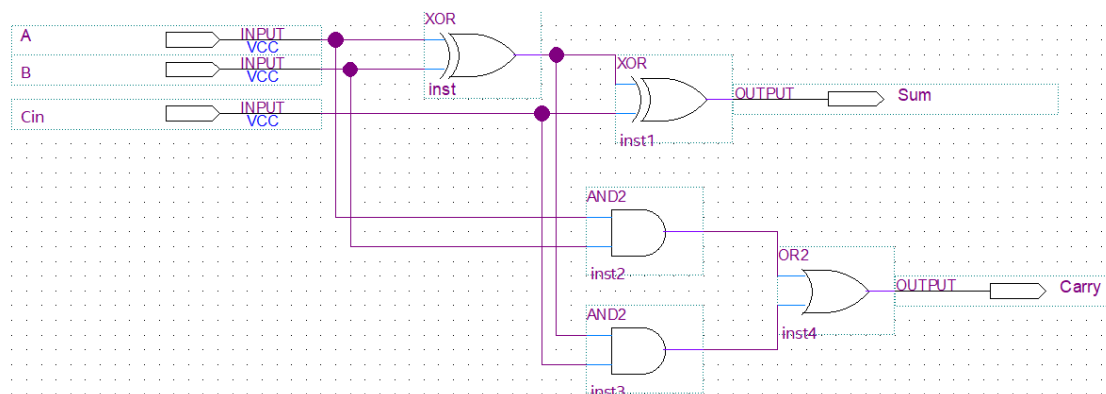 XOR
A
INPUT
VCC
B
INPUT
VCC
inst
XOR
OUTPUT
Sum
Cin
INPUT
VCC
inst1
AND2
inst2
OR2
OUTPUT
Carry
AND2
inst4
inst3